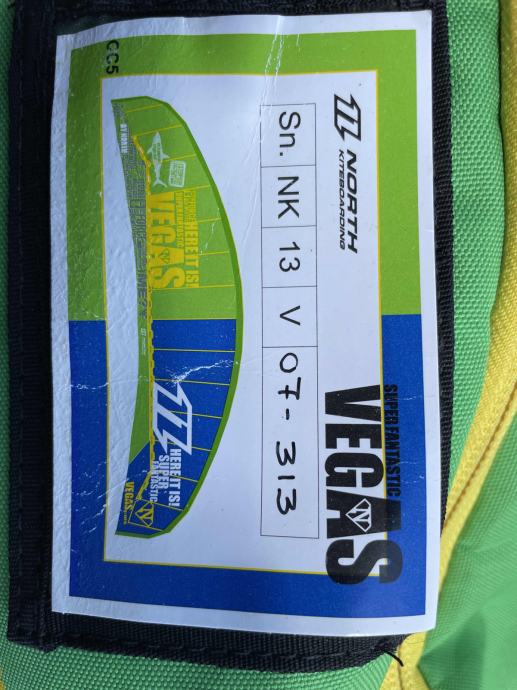 CC5
NORTH
KITEBOARDING
SUPER FANTASTIC
VEGAS
Sn. NK 13 V 07-313
HERE IT IS!
VEGAS
HERE IT IS!
SUPER
FANTASTIC
VEGAS